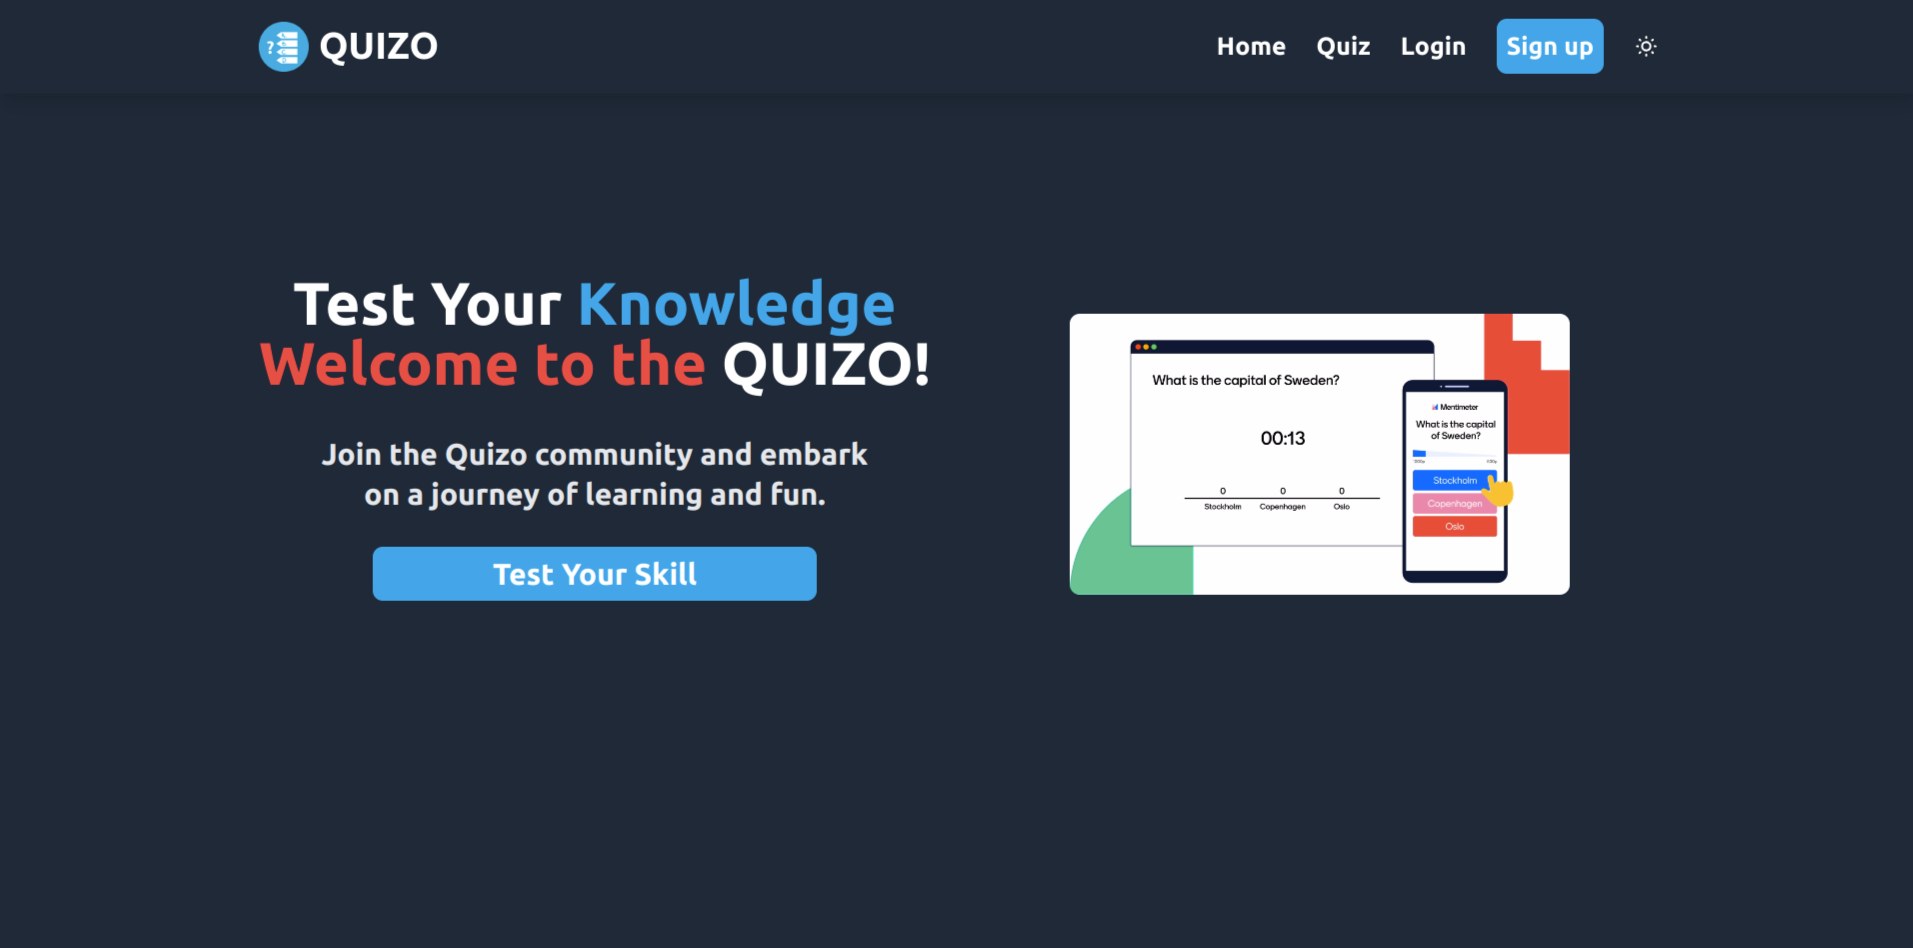 QUIZO
Home Quiz Login Sign up
Test Your Knowledge
Welcome to the QUIZO!
Join the Quizo community and embark
on a journey of learning and fun.
Test Your Skill
What is the capital of Sweden?
00:13
0 0 0
Stockholm Copenhagen Oslo
Mentimeter
What is the capital
of Sweden?
Stockholm
Copenhagen
Oslo